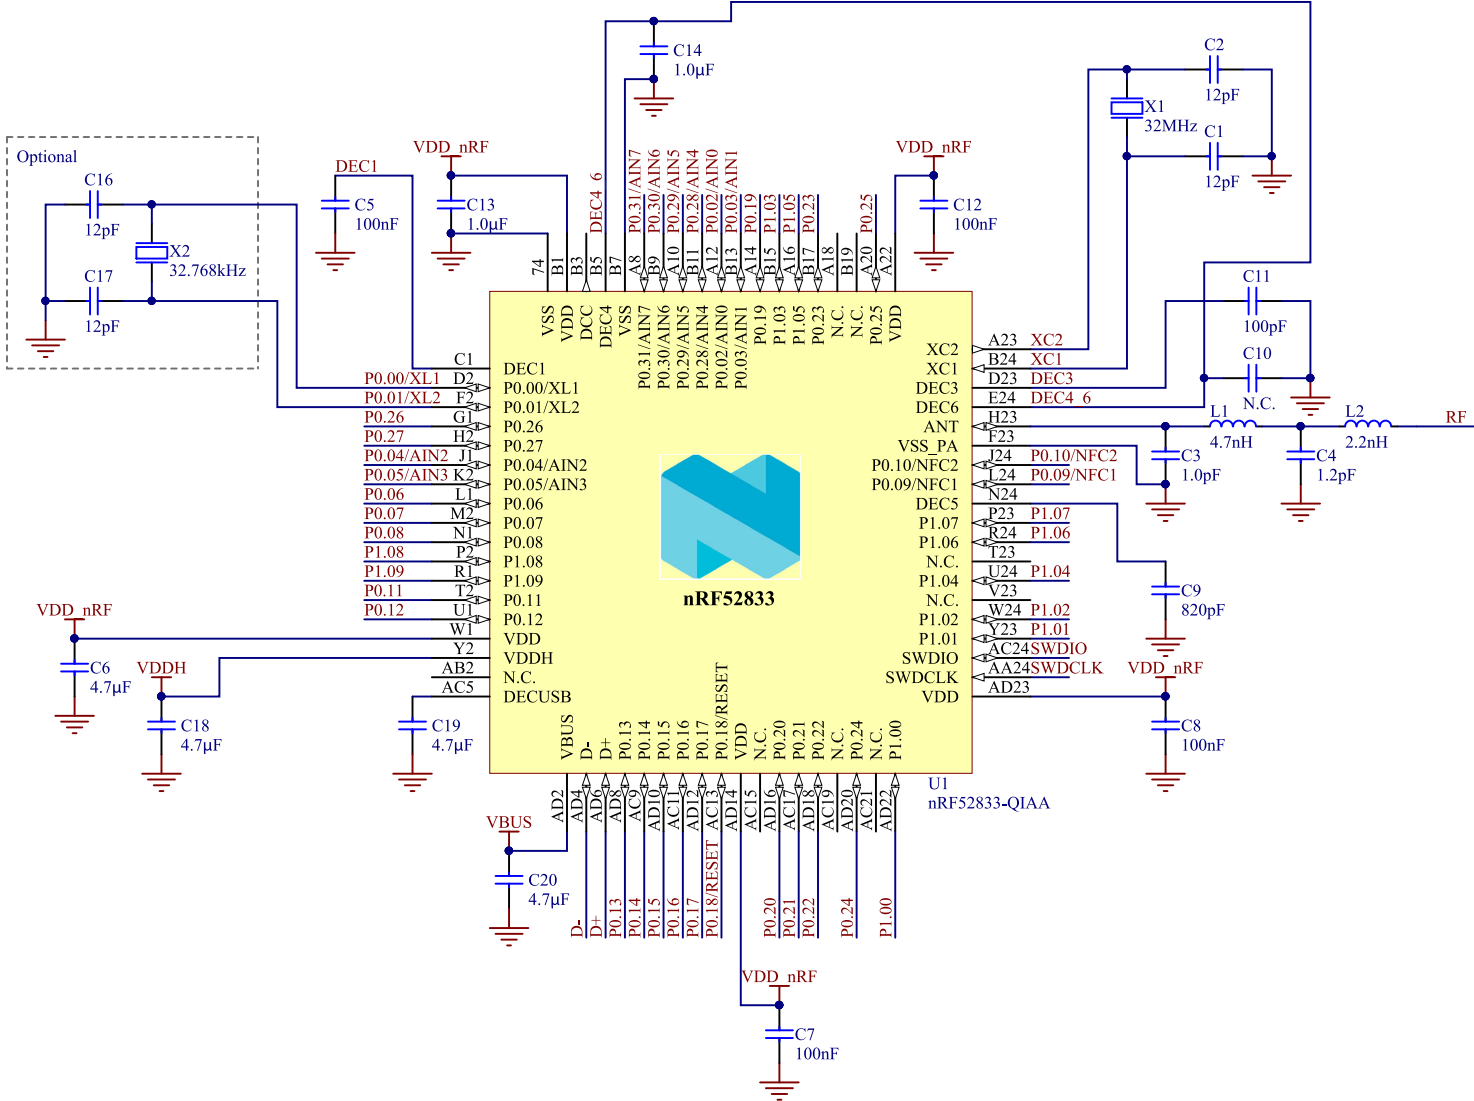 C14
1.0µF
C2
12pF
X1
32MHz
C1
12pF
Optional
C16
12pF
X2
32.768kHz
C17
12pF
DEC1
C5
100nF
VDD_nRF
C13
1.0µF
VDD_nRF
C12
100nF
C11
100pF
C10
N.C.
DEC4_6
P0.31/AIN7
P0.30/AIN6
P0.29/AIN5
P0.28/AIN4
P0.02/AIN0
P0.03/AIN1
P0.19
P1.03
P1.05
P0.23
P0.25
74
B1
B3
B5
B7
A8
B9
A10
B11
A12
B13
A14
B15
A16
B17
A18
B19
A20
A22
VSS
VDD
DCC
DEC4
VSS
P0.31/AIN7
P0.30/AIN6
P0.29/AIN5
P0.28/AIN4
P0.02/AIN0
P0.03/AIN1
P0.19
P1.03
P1.05
P0.23
N.C.
N.C.
P0.25
VDD
C1 DEC1
P0.00/XL1 D2 P0.00/XL1
P0.01/XL2 F2 P0.01/XL2
P0.26 G1 P0.26
P0.27 H2 P0.27
P0.04/AIN2 J1 P0.04/AIN2
P0.05/AIN3 K2 P0.05/AIN3
P0.06 L1 P0.06
P0.07 M2 P0.07
P0.08 N1 P0.08
P1.08 P2 P1.08
P1.09 R1 P1.09
P0.11 T2 P0.11
P0.12 U1 P0.12
W1 VDD
Y2 VDDH
AB2 N.C.
AC5 DECUSB
XC2 A23 XC2
XC1 B24 XC1
DEC3 D23 DEC3
DEC6 E24 DEC4_6
ANT H23
VSS_PA F23
P0.10/NFC2 J24 P0.10/NFC2
P0.09/NFC1 L24 P0.09/NFC1
DEC5 N24
P1.07 P23 P1.07
P1.06 R24 P1.06
N.C. T23
P1.04 U24 P1.04
N.C. V23
P1.02 W24 P1.02
P1.01 Y23 P1.01
SWDIO AC24 SWDIO
SWDCLK AA24 SWDCLK
VDD AD23
L1
4.7nH
L2
2.2nH
RF
C3
1.0pF
C4
1.2pF
C9
820pF
VDD_nRF
C8
100nF
nRF52833
VDD_nRF
C6
4.7µF
VDDH
C18
4.7µF
C19
4.7µF
VBUS
D-
D+
P0.13
P0.14
P0.15
P0.16
P0.17
P0.18/RESET
VDD
N.C.
P0.20
P0.21
P0.22
N.C.
P0.24
N.C.
P1.00
U1
nRF52833-QIAA
AD2
AD4
AD6
AD8
AC9
AD10
AC11
AD12
AC13
AD14
AC15
AD16
AC17
AD18
AC19
AD20
AC21
AD22
VBUS
C20
4.7µF
D-
D+
P0.13
P0.14
P0.15
P0.16
P0.17
P0.18/RESET
P0.20
P0.21
P0.22
P0.24
P1.00
VDD_nRF
C7
100nF